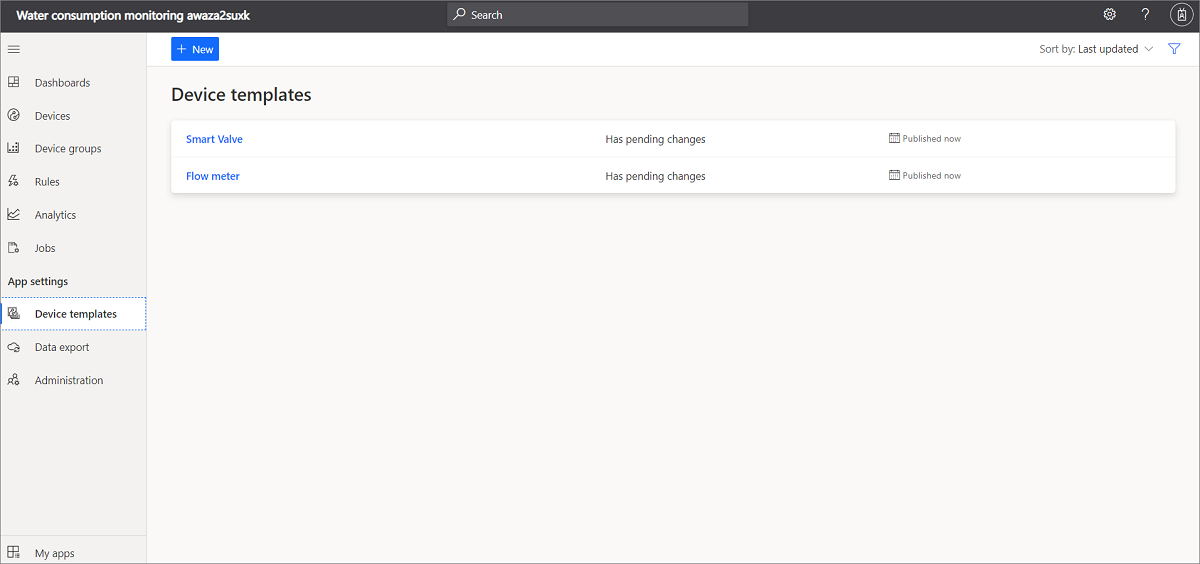 Water consumption monitoring awaza2suxk
Search
?
New
Sort by: Last updated
Dashboards
Devices
Device groups
Rules
Analytics
Jobs
App settings
Device templates
Data export
Administration
My apps
Device templates
Smart Valve Has pending changes Published now
Flow meter Has pending changes Published now